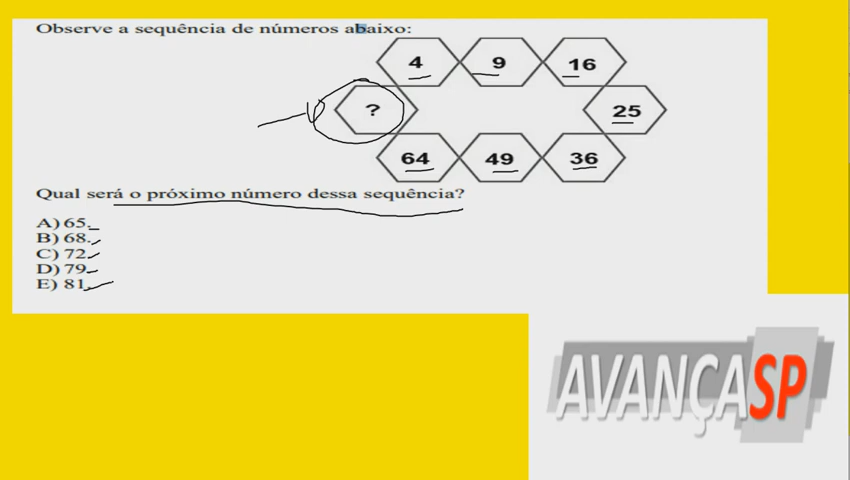 Observe a sequência de números abaixo:
4 9 16
? 25
64 49 36
Qual será o próximo número dessa sequência?
A) 65.
B) 68.
C) 72.
D) 79.
E) 81.
AVANÇASP